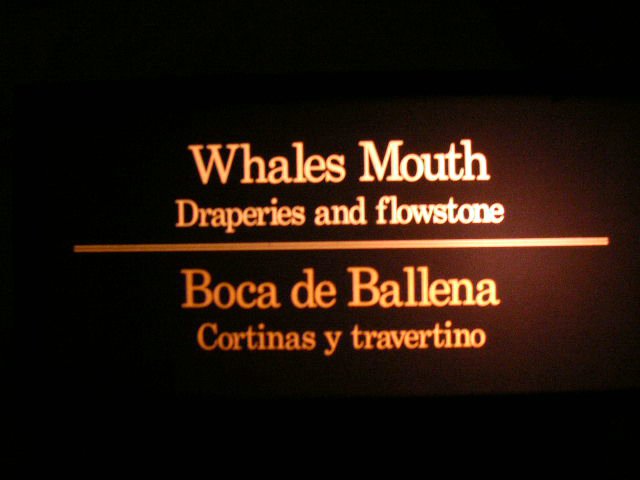 Whales Mouth
Draperies and flowstone
Boca de Ballena
Cortinas y travertino